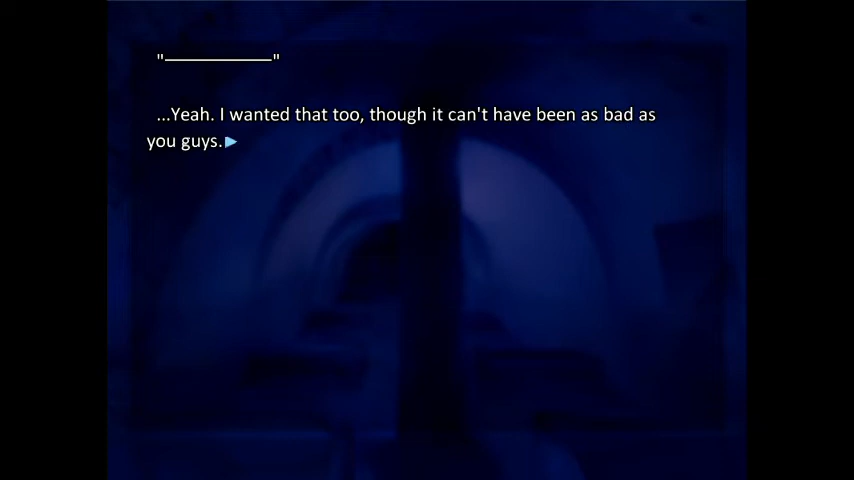 "――――――"
...Yeah. I wanted that too, though it can't have been as bad as
you guys.